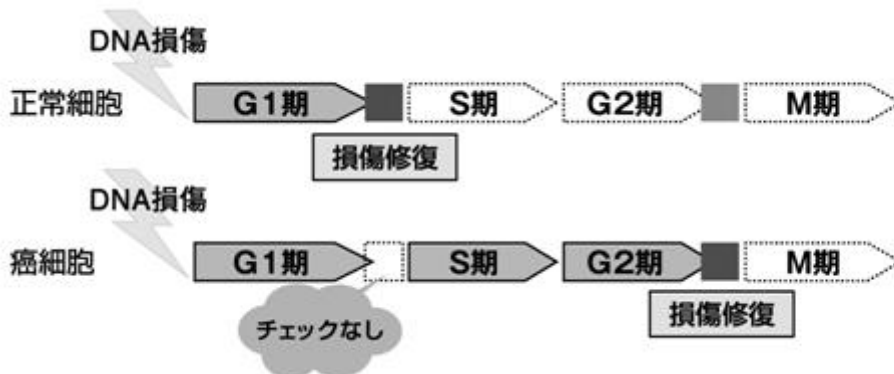 DNA損傷
正常細胞 G1期 S期 G2期 M期
損傷修復
DNA損傷
癌細胞 G1期 S期 G2期 M期
チェックなし 損傷修復